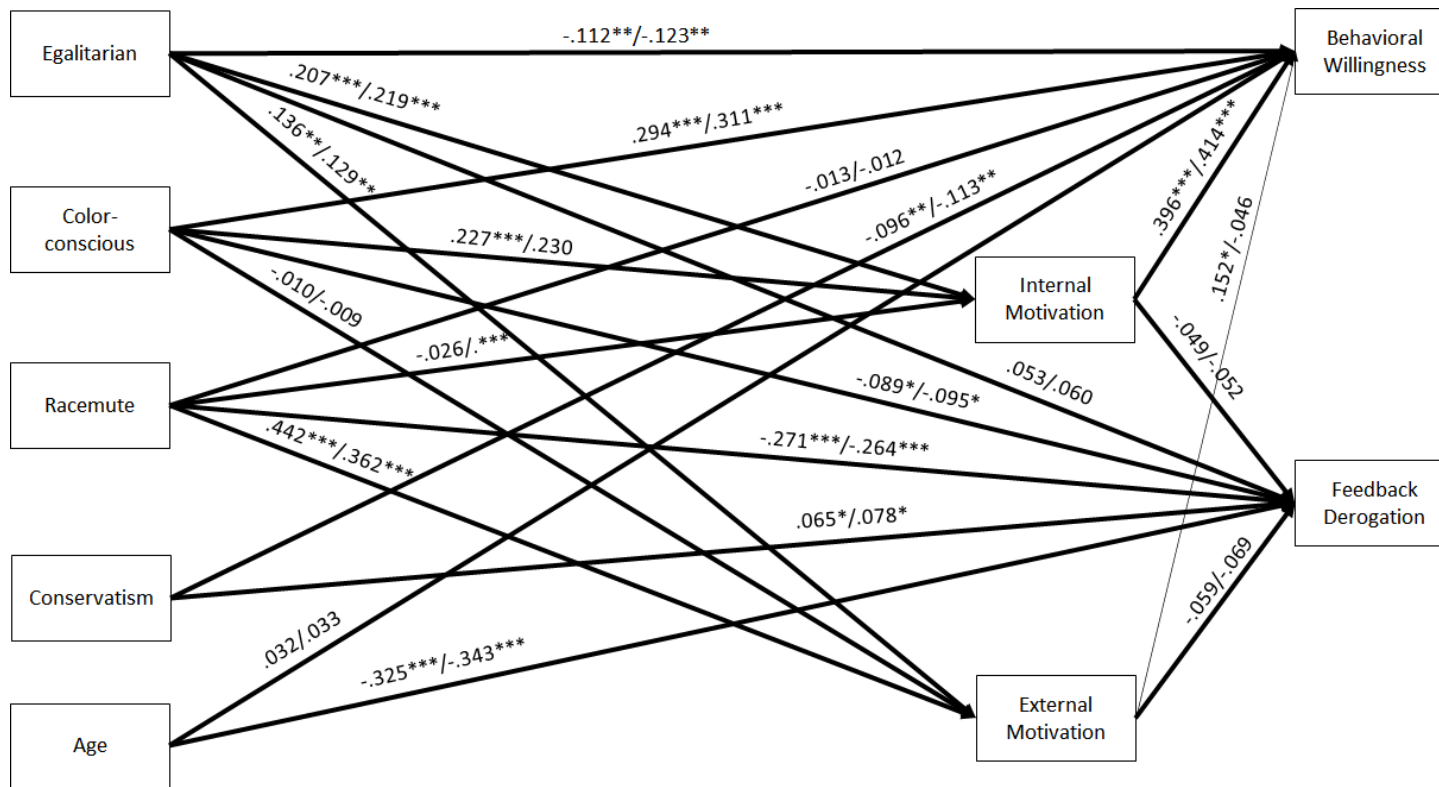 Egalitarian
-.112**/-.123**
Behavioral
Willingness
.207***/.219***
.136**/.129**
.294***/.311***
-.013/-.012
-.096**/-.113**
.396***/.414***
.152*/-.046
Color-
conscious
.227***/.230
-.010/-.009
Internal
Motivation
-.026/.***
.053/.060
-.049/-.052
-.089*/-.095*
Racemute
.442***/.362***
-.271***/-.264***
Feedback
Derogation
.065*/.078*
Conservatism
-.059/-.069
.032/.033
-.325***/-.343***
External
Motivation
Age